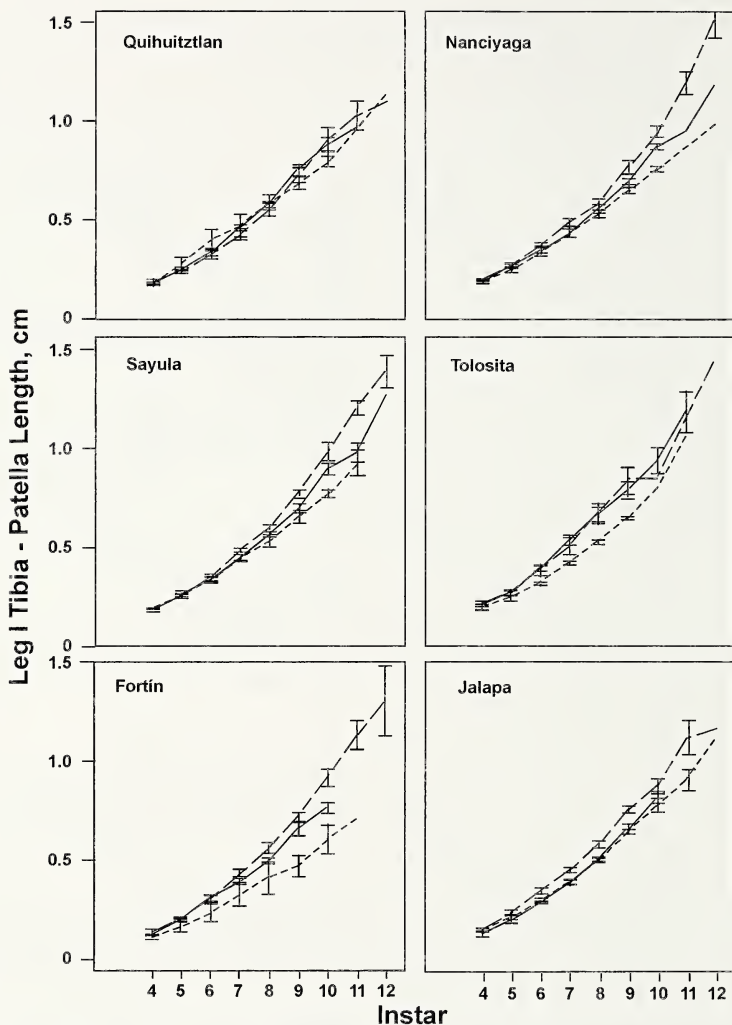 1.5
Quihuitztlan
Nanciyaga
1.0
0.5
0
1.5
Sayula
Tolosita
1.0
0.5
0
1.5
Fortín
Jalapa
1.0
0.5
0
Leg I Tibia - Patella Length, cm
4 5 6 7 8 9 10 11 12
4 5 6 7 8 9 10 11 12
Instar